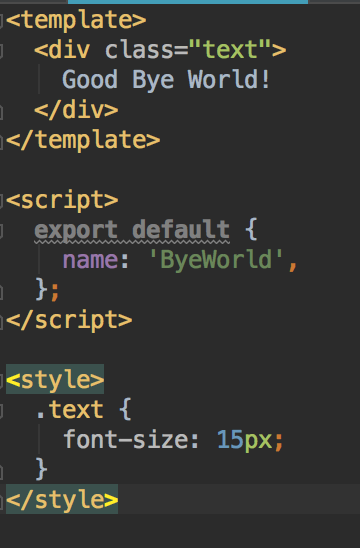 <template>
  <div class="text">
    Good Bye World!
  </div>
</template>

<script>
  export default {
    name: 'ByeWorld',
  };
</script>

<style>
  .text {
    font-size: 15px;
  }
</style>